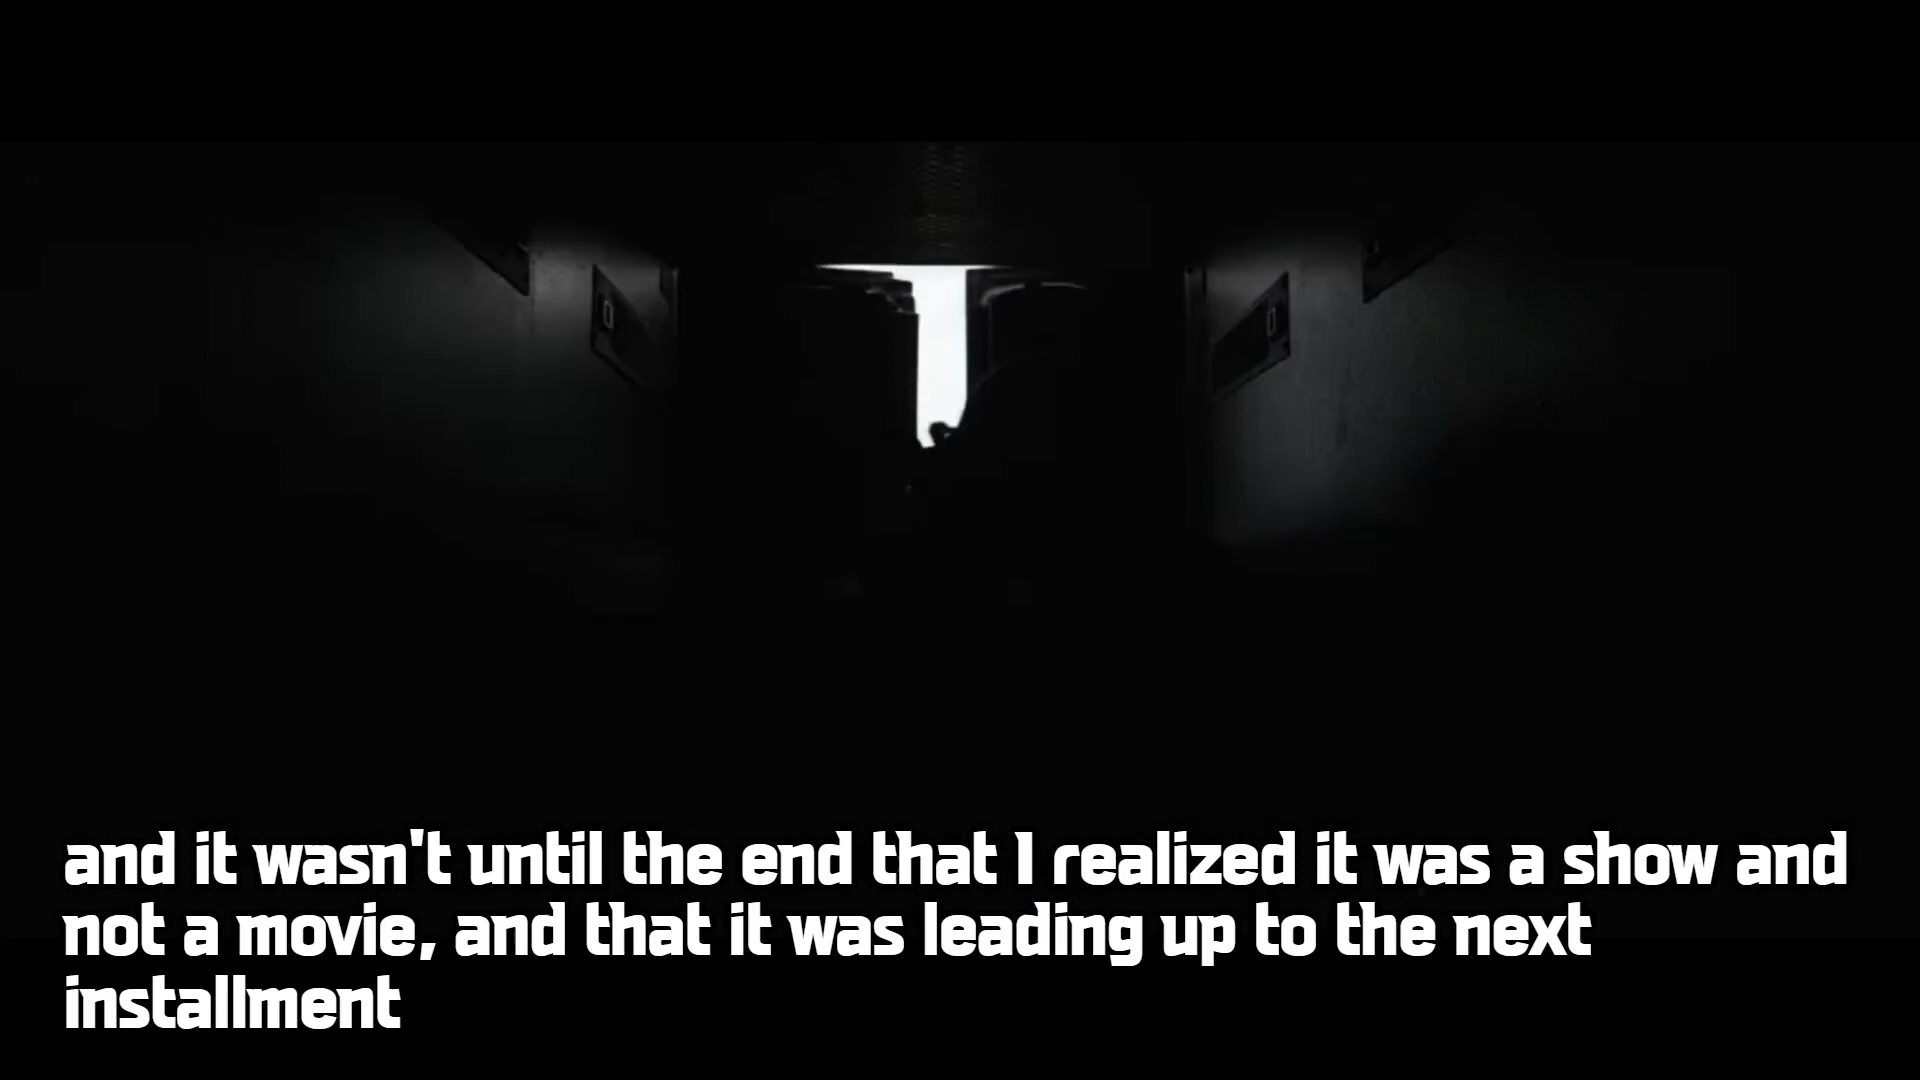 and it wasn't until the end that I realized it was a show and
not a movie, and that it was leading up to the next
installment